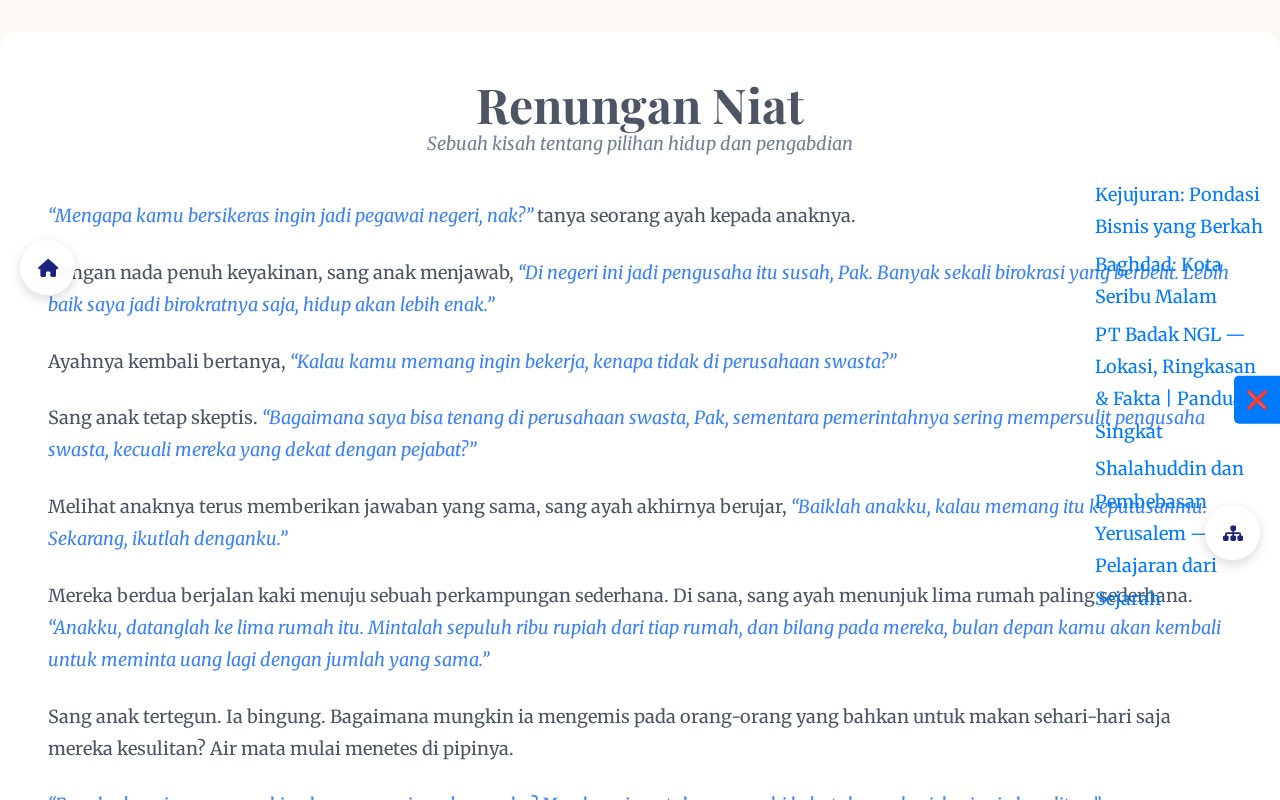 Renungan Niat
Sebuah kisah tentang pilihan hidup dan pengabdian
“Mengapa kamu bersikeras ingin jadi pegawai negeri, nak?” tanya seorang ayah kepada anaknya.
ngan nada penuh keyakinan, sang anak menjawab, “Di negeri ini jadi pengusaha itu susah, Pak. Banyak sekali birokrasi yang berbelit. Lebih
baik saya jadi birokratnya saja, hidup akan lebih enak.”
Ayahnya kembali bertanya, “Kalau kamu memang ingin bekerja, kenapa tidak di perusahaan swasta?”
Sang anak tetap skeptis. “Bagaimana saya bisa tenang di perusahaan swasta, Pak, sementara pemerintahnya sering mempersulit pengusaha
swasta, kecuali mereka yang dekat dengan pejabat?”
Melihat anaknya terus memberikan jawaban yang sama, sang ayah akhirnya berujar, “Baiklah anakku, kalau memang itu keputusanmu.
Sekarang, ikutlah denganku.”
Mereka berdua berjalan kaki menuju sebuah perkampungan sederhana. Di sana, sang ayah menunjuk lima rumah paling sederhana.
“Anakku, datanglah ke lima rumah itu. Mintalah sepuluh ribu rupiah dari tiap rumah, dan bilang pada mereka, bulan depan kamu akan kembali
untuk meminta uang lagi dengan jumlah yang sama.”
Sang anak tertegun. Ia bingung. Bagaimana mungkin ia mengemis pada orang-orang yang bahkan untuk makan sehari-hari saja
mereka kesulitan? Air mata mulai menetes di pipinya.
Kejujuran: Pondasi
Bisnis yang Berkah
Baghdad: Kota
Seribu Malam
PT Badak NGL —
Lokasi, Ringkasan
& Fakta | Pandu
Singkat
Shalahuddin dan
Pembebasan
Yerusalem —
Pelajaran dari
Sejarah